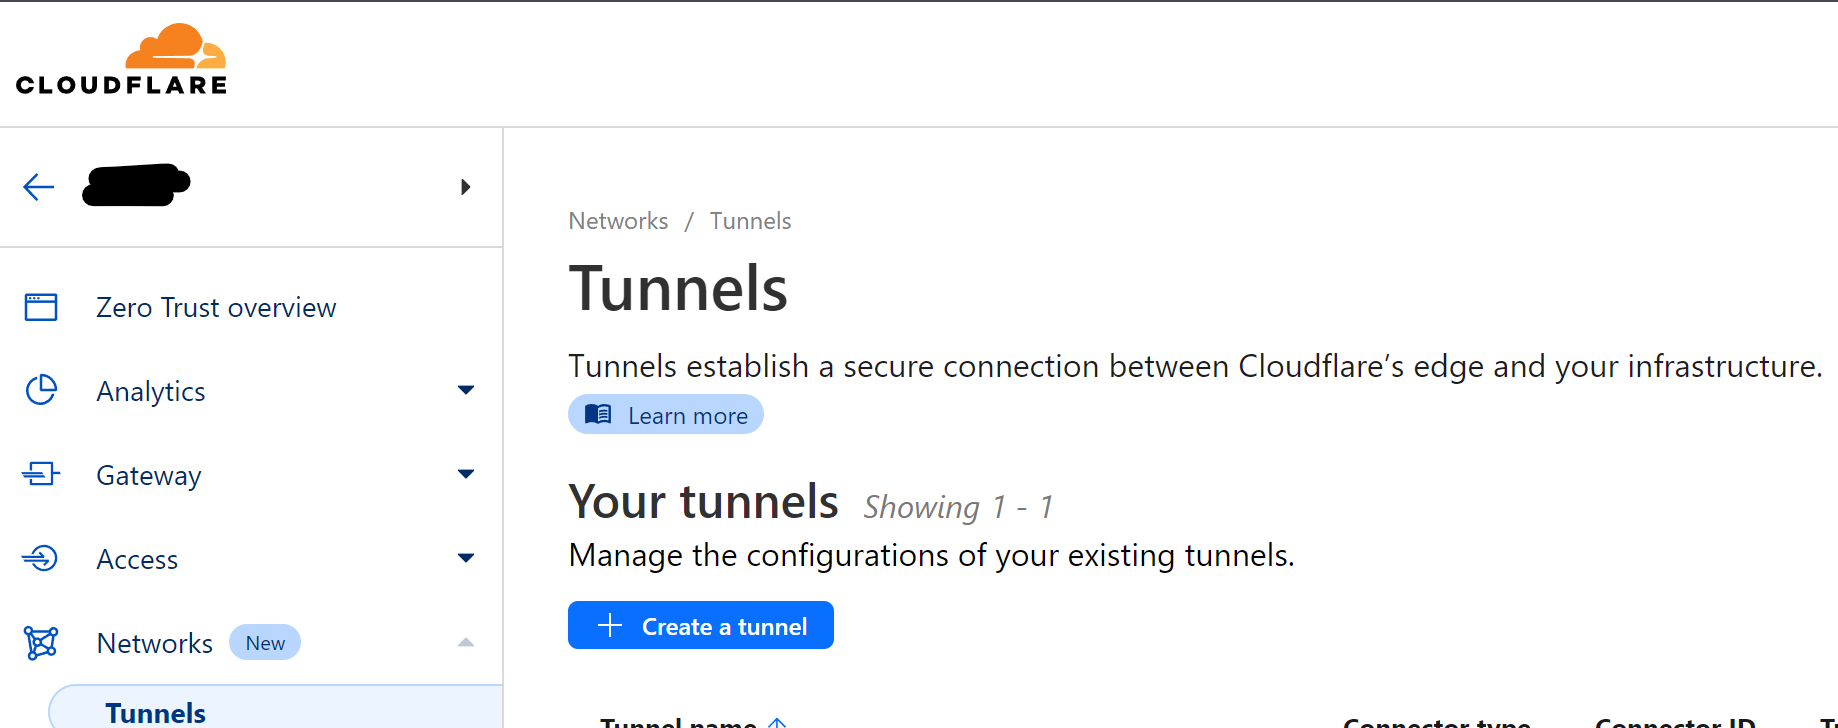 CLOUDFLARE
Networks / Tunnels
Tunnels
Tunnels establish a secure connection between Cloudflare’s edge and your infrastructure.
Learn more
Your tunnels Showing 1 - 1
Manage the configurations of your existing tunnels.
+ Create a tunnel
Tunnel name ↑ Connector type Connector ID
Zero Trust overview
Analytics
Gateway
Access
Networks New
Tunnels